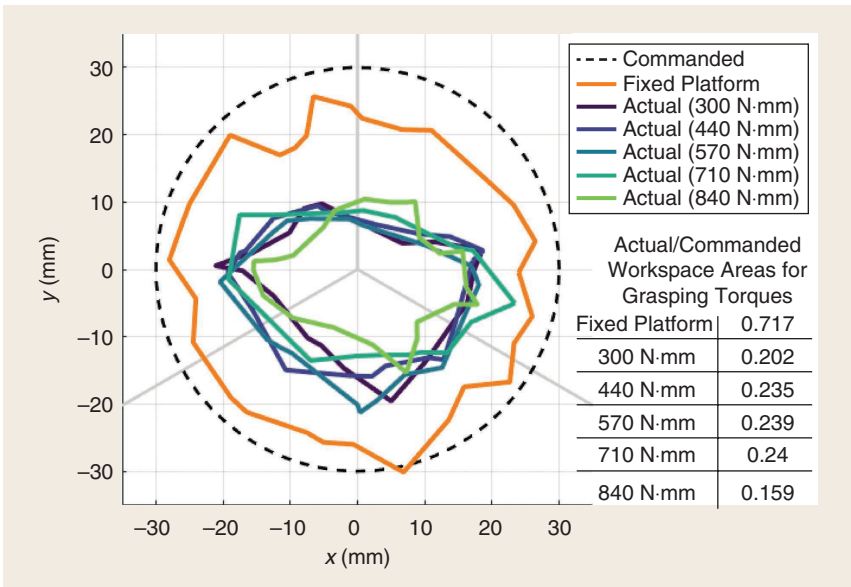 30
20
10
0
–10
–20
–30
y (mm)
–30 –20 –10 0 10 20 30
x (mm)
Commanded
Fixed Platform
Actual (300 N·mm)
Actual (440 N·mm)
Actual (570 N·mm)
Actual (710 N·mm)
Actual (840 N·mm)
Actual/Commanded
Workspace Areas for
Grasping Torques
Fixed Platform 0.717
300 N·mm 0.202
440 N·mm 0.235
570 N·mm 0.239
710 N·mm 0.24
840 N·mm 0.159